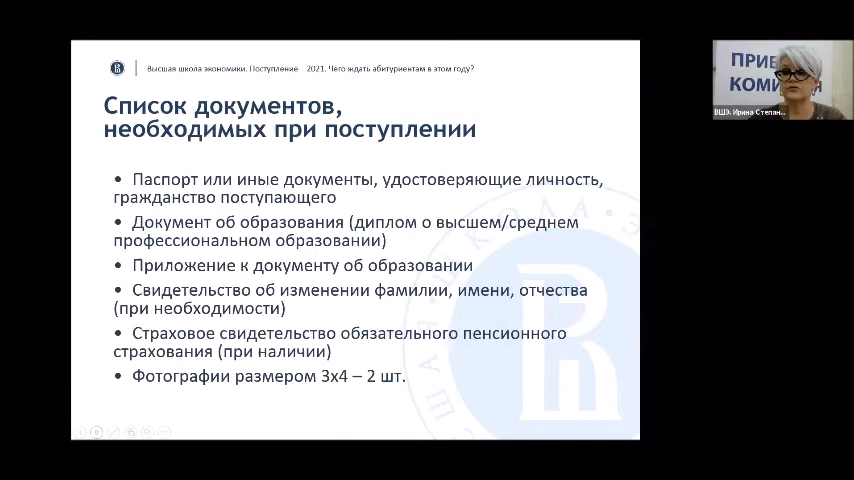 Высшая школа экономики. Поступление 2021. Чего ждать абитуриентам в этом году?
Список документов,
необходимых при поступлении
• Паспорт или иные документы, удостоверяющие личность,
гражданство поступающего
• Документ об образования (диплом о высшем/среднем
профессиональном образовании)
• Приложение к документу об образовании
• Свидетельство об изменении фамилии, имени, отчества
(при необходимости)
• Страховое свидетельство обязательного пенсионного
страхования (при наличии)
• Фотографии размером 3х4 – 2 шт.
ВШЭ. Ирина Степан...